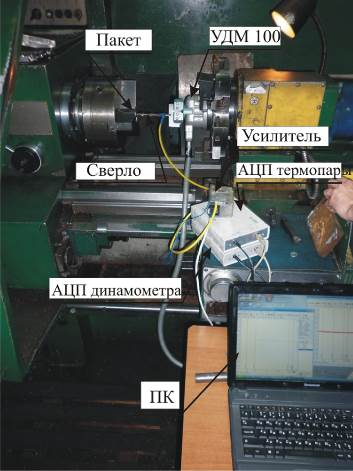 Пакет
УДМ 100
Усилитель
Сверло
АЦП термопары
АЦП динамометра
ПК